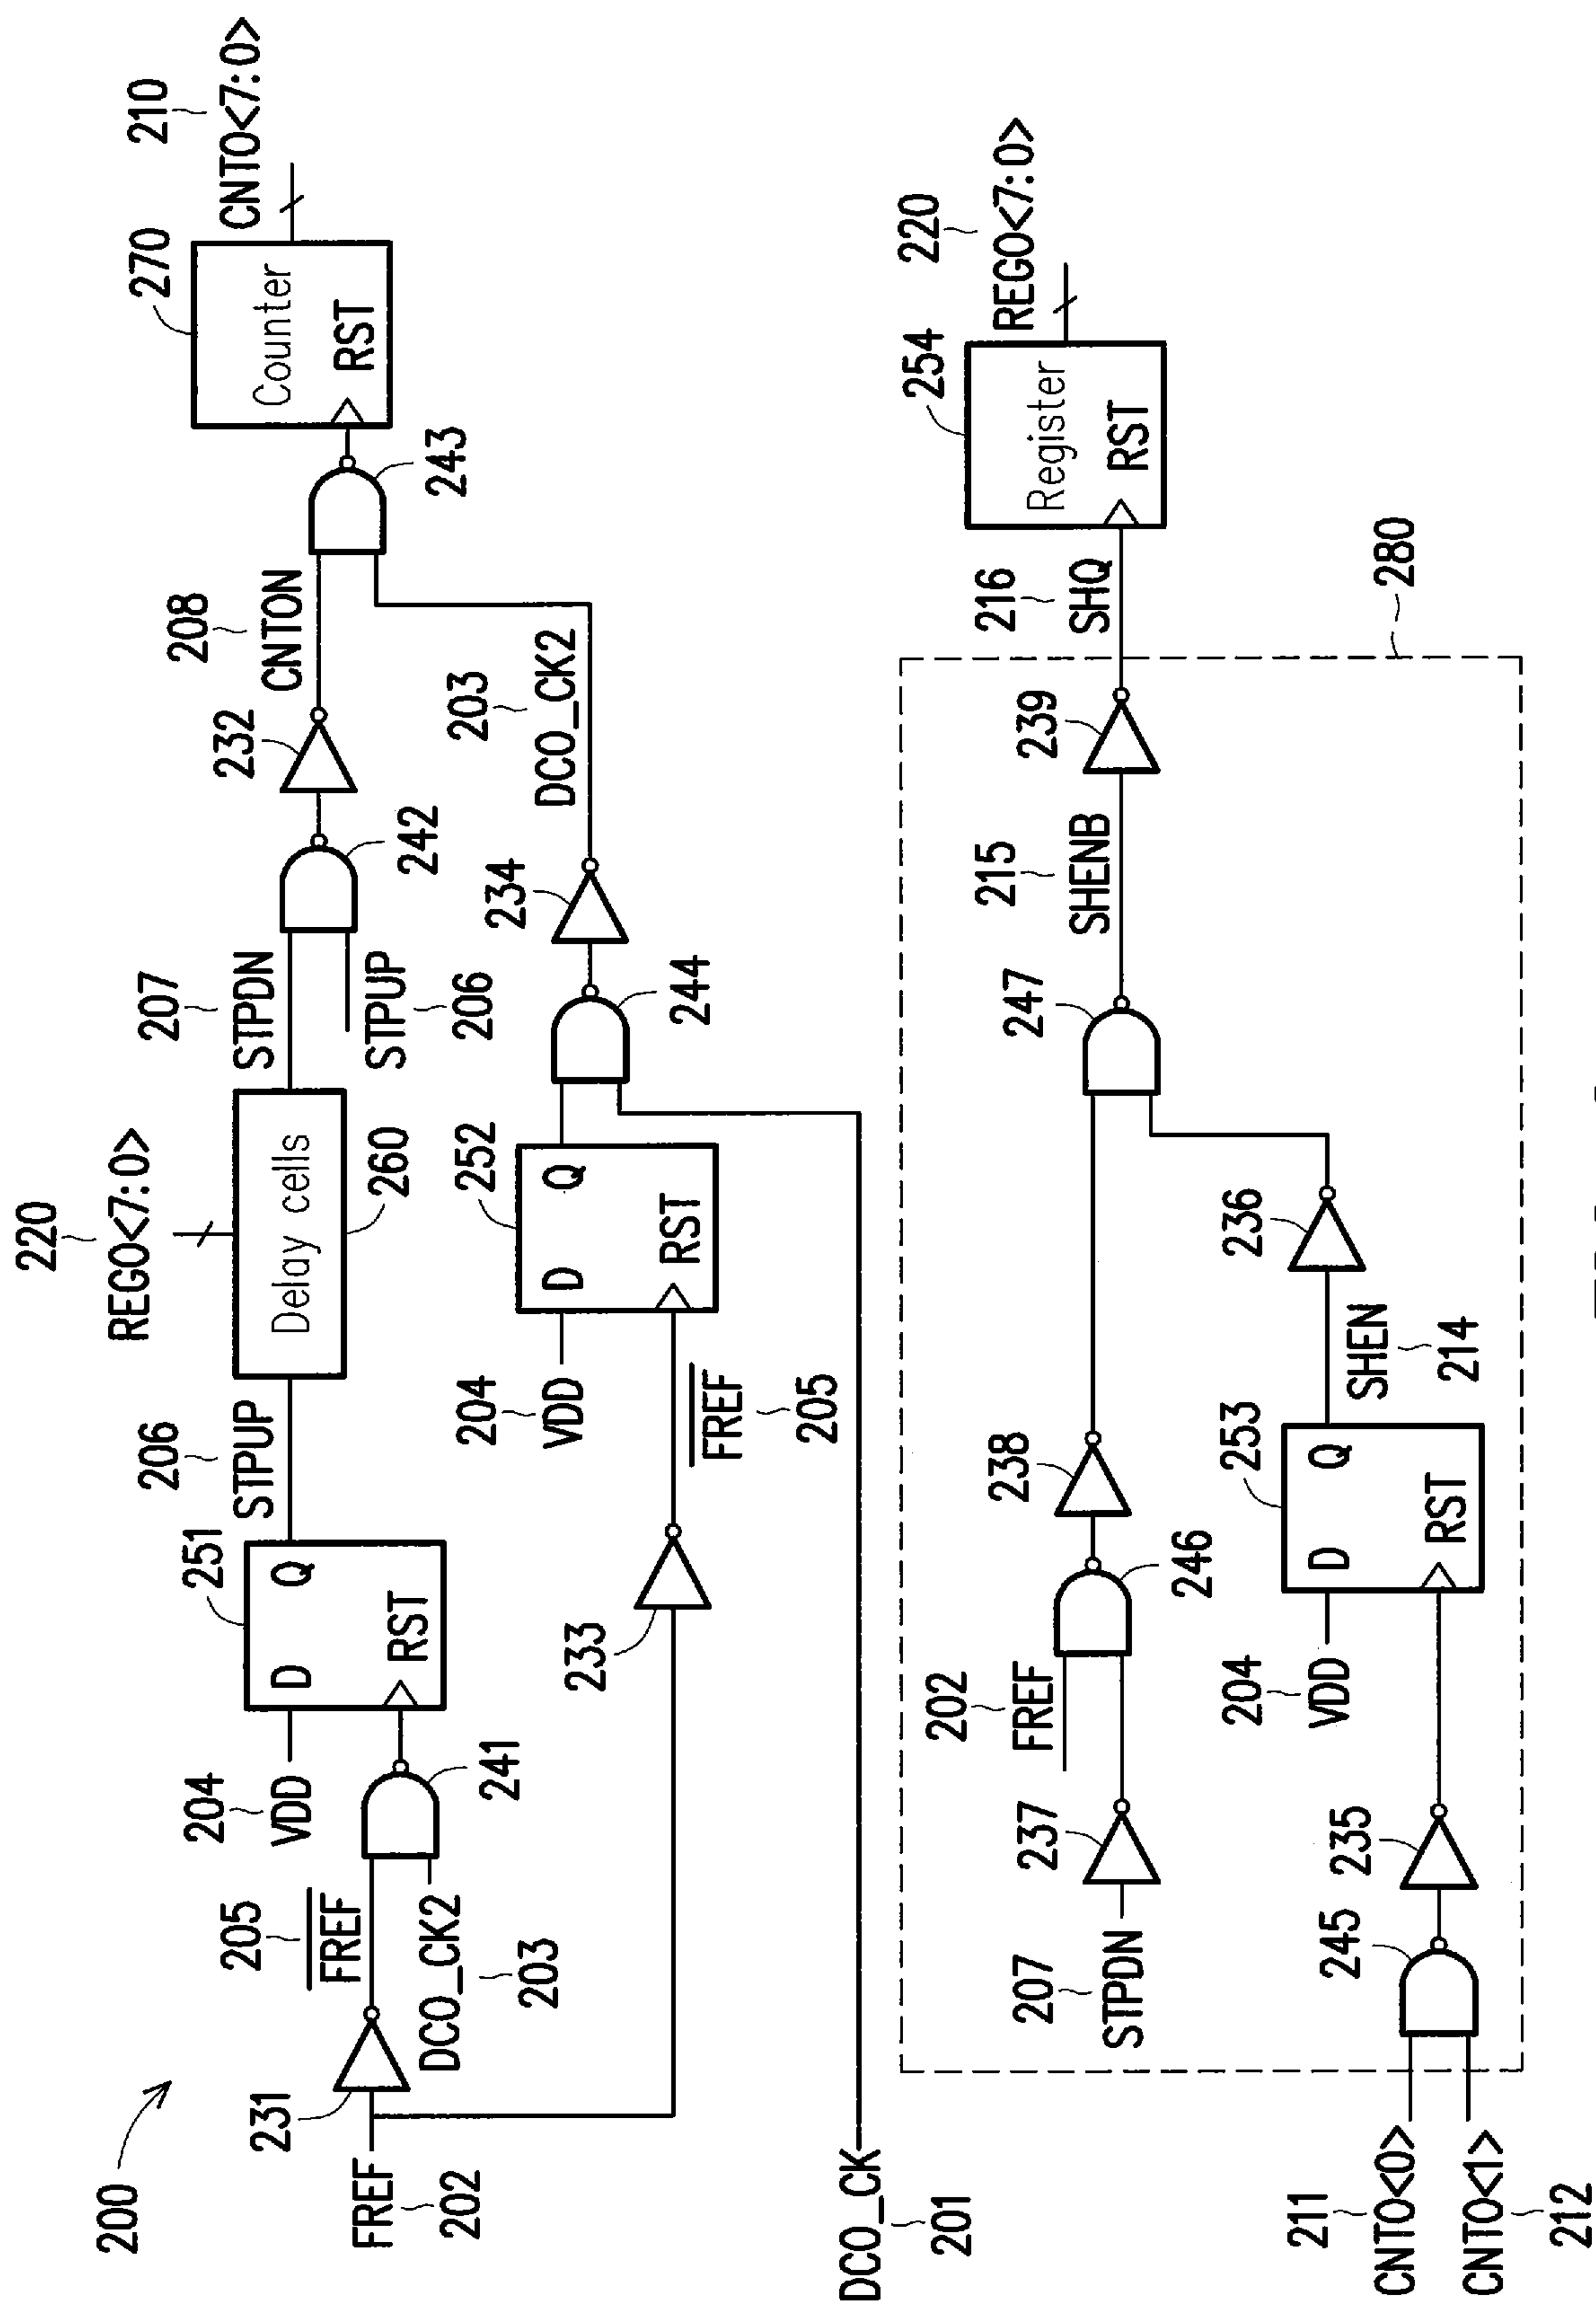 200
FREF
202
231
205
FREF
DCO_CK2
203
241
204
VDD
251
D
Q
RST
206
STPUP
220
REGO<7:0>
Delay cells
260
207
STPDN
STPUP
206
242
232
208
CNTON
243
270
Counter
RST
210
CNTO<7:0>
233
FREF
205
204
VDD
252
D
Q
RST
244
234
203
DCO_CK2
DCO_CK
201
207
STPDN
237
202
FREF
246
238
247
215
SHENB
239
216
SHQ
254
Register
RST
220
REGO<7:0>
280
211
CNTO<0>
CNTO<1>
212
245
235
204
VDD
253
D
Q
RST
SHEN
214
236